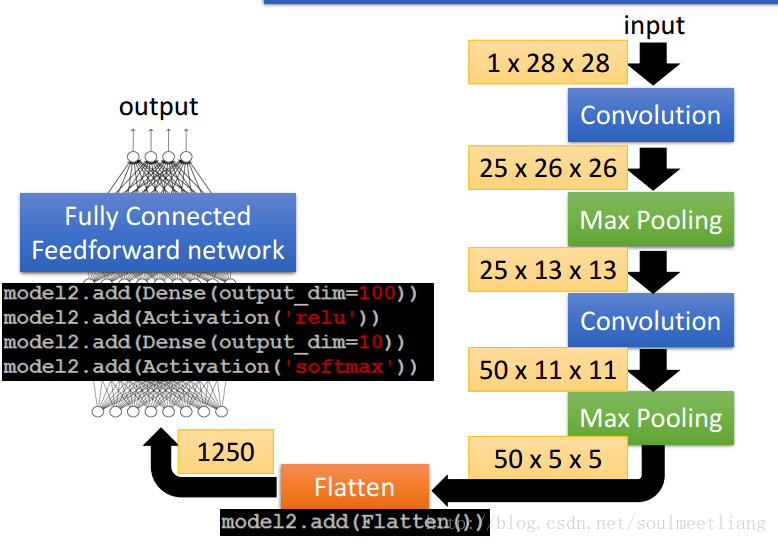 input
1 x 28 x 28
Convolution
25 x 26 x 26
Max Pooling
25 x 13 x 13
Convolution
50 x 11 x 11
Max Pooling
50 x 5 x 5
Flatten
model2.add(Flatten())
1250
output
Fully Connected
Feedforward network
model2.add(Dense(output_dim=100))
model2.add(Activation('relu'))
model2.add(Dense(output_dim=10))
model2.add(Activation('softmax'))
http://blog.csdn.net/soulmeetliang